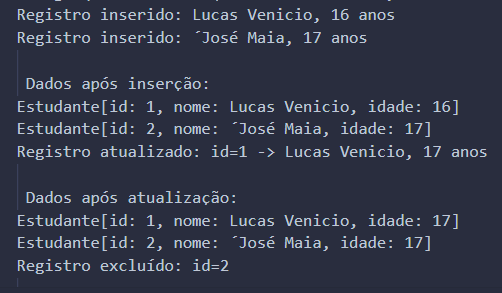 Registro inserido: Lucas Venicio, 16 anos
Registro inserido: ´José Maia, 17 anos
Dados após inserção:
Estudante[id: 1, nome: Lucas Venicio, idade: 16]
Estudante[id: 2, nome: ´José Maia, idade: 17]
Registro atualizado: id=1 -> Lucas Venicio, 17 anos
Dados após atualização:
Estudante[id: 1, nome: Lucas Venicio, idade: 17]
Estudante[id: 2, nome: ´José Maia, idade: 17]
Registro excluído: id=2